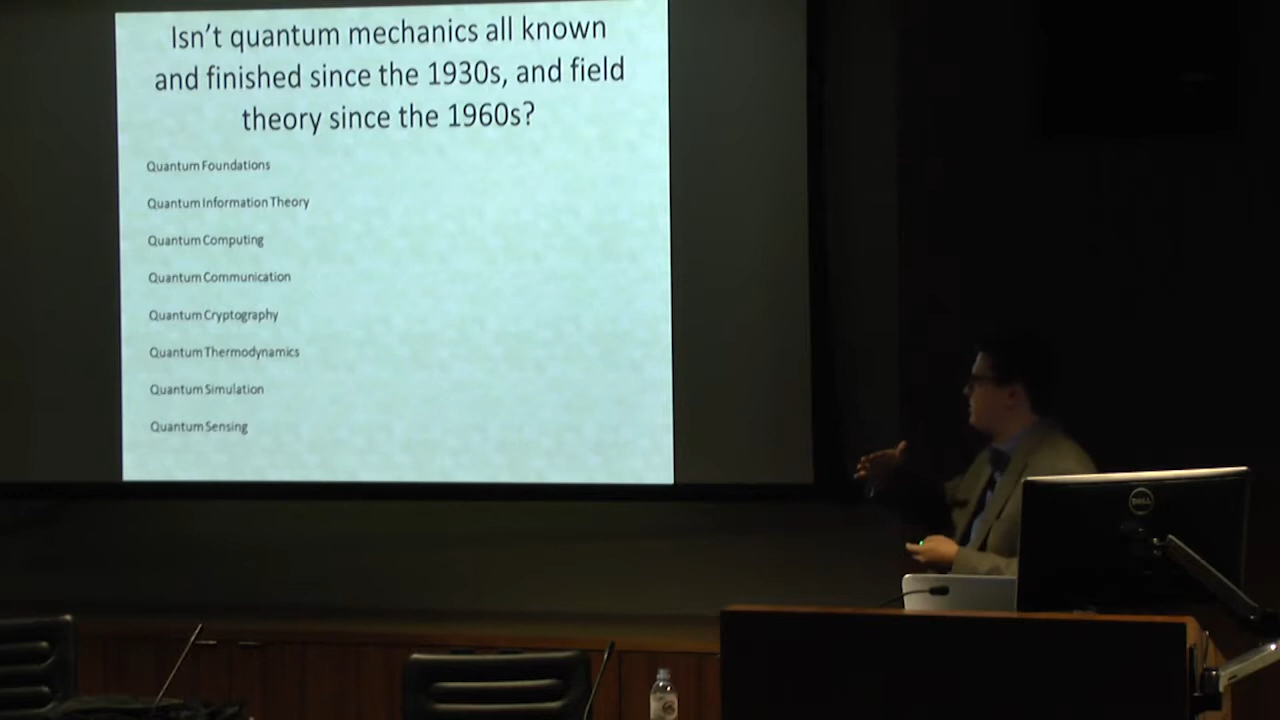 Isn't quantum mechanics all known
and finished since the 1930s, and field
theory since the 1960s?
Quantum Foundations
Quantum Information Theory
Quantum Computing
Quantum Communication
Quantum Cryptography
Quantum Thermodynamics
Quantum Simulation
Quantum Sensing
DELL